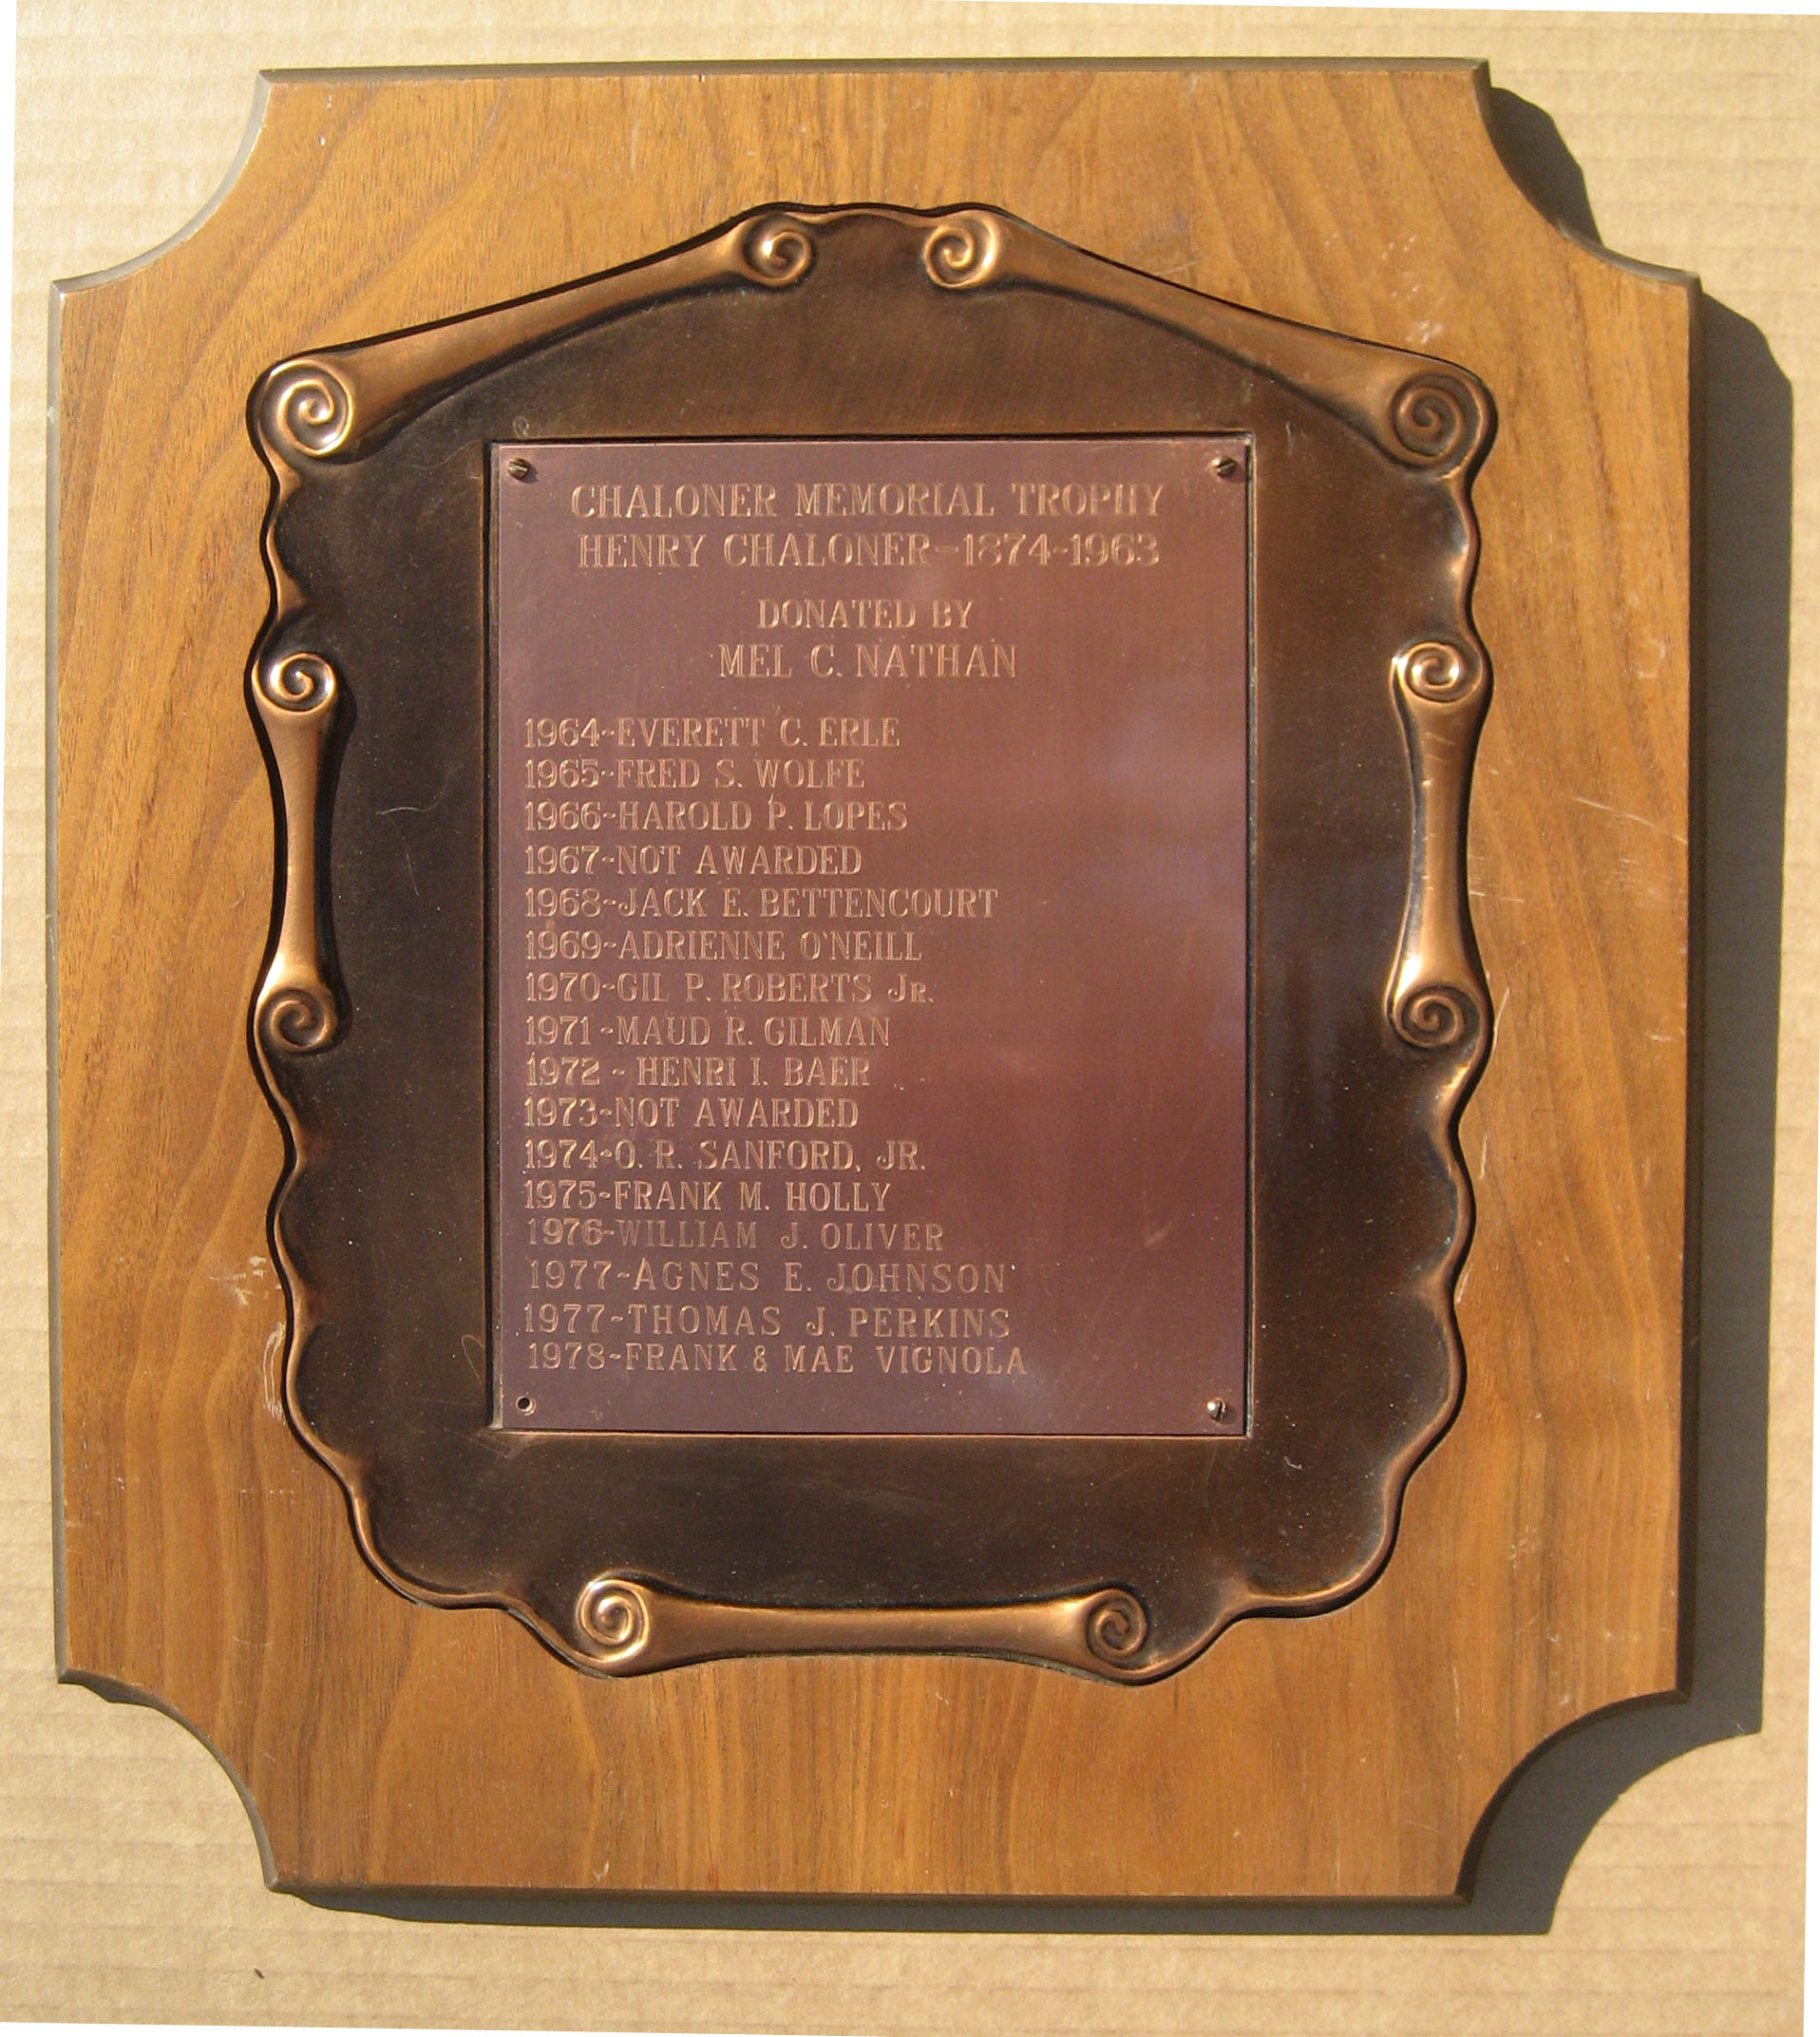 CHALONER MEMORIAL TROPHY
HENRY CHALONER-1874-1963
DONATED BY
MEL C. NATHAN
1964-EVERETT C. ERLE
1965-FRED S. WOLFE
1966-HAROLD P. LOPES
1967-NOT AWARDED
1968-JACK E. BETTENCOURT
1969-ADRIENNE O'NEILL
1970-GIL P. ROBERTS JR.
1971-MAUD R. GILMAN
1972 - HENRI I. BAER
1973-NOT AWARDED
1974-O. R. SANFORD, JR.
1975-FRANK M. HOLLY
1976-WILLIAM J. OLIVER
1977-AGNES E. JOHNSON
1977-THOMAS J. PERKINS
1978-FRANK & MAE VIGNOLA